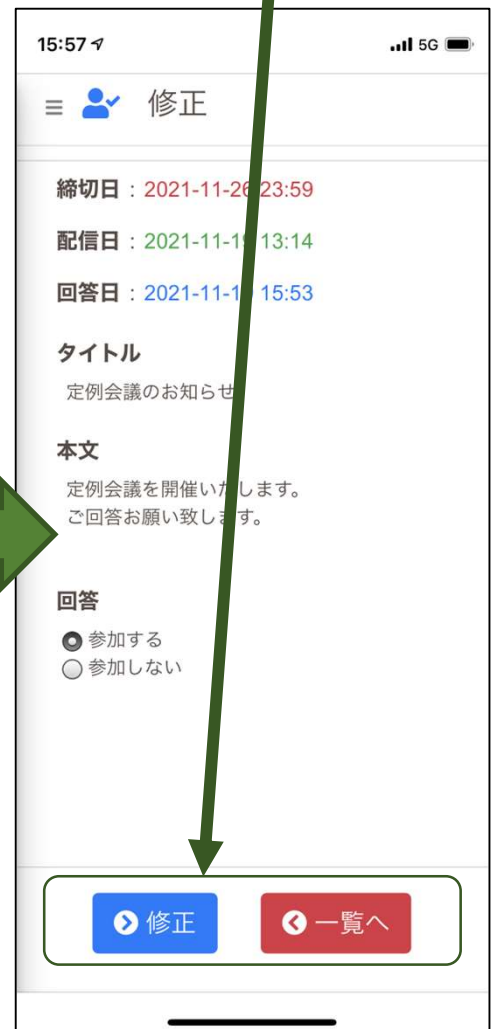 15:57
5G
修正
締切日：2021-11-26 23:59
配信日：2021-11-19 13:14
回答日：2021-11-19 15:53
タイトル
定例会議のお知らせ
本文
定例会議を開催いたします。
ご回答お願い致します。
回答
参加する
参加しない
修正 一覧へ